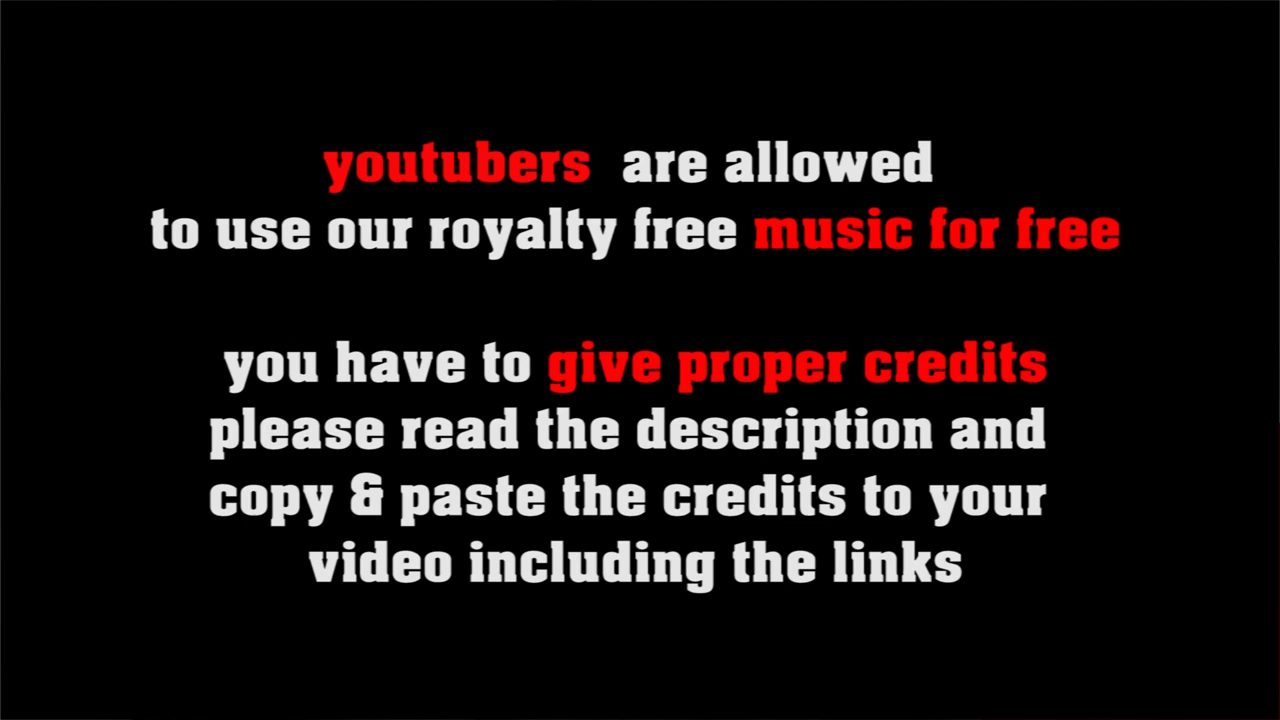 youtubers are allowed
to use our royalty free music for free
you have to give proper credits
please read the description and
copy & paste the credits to your
video including the links